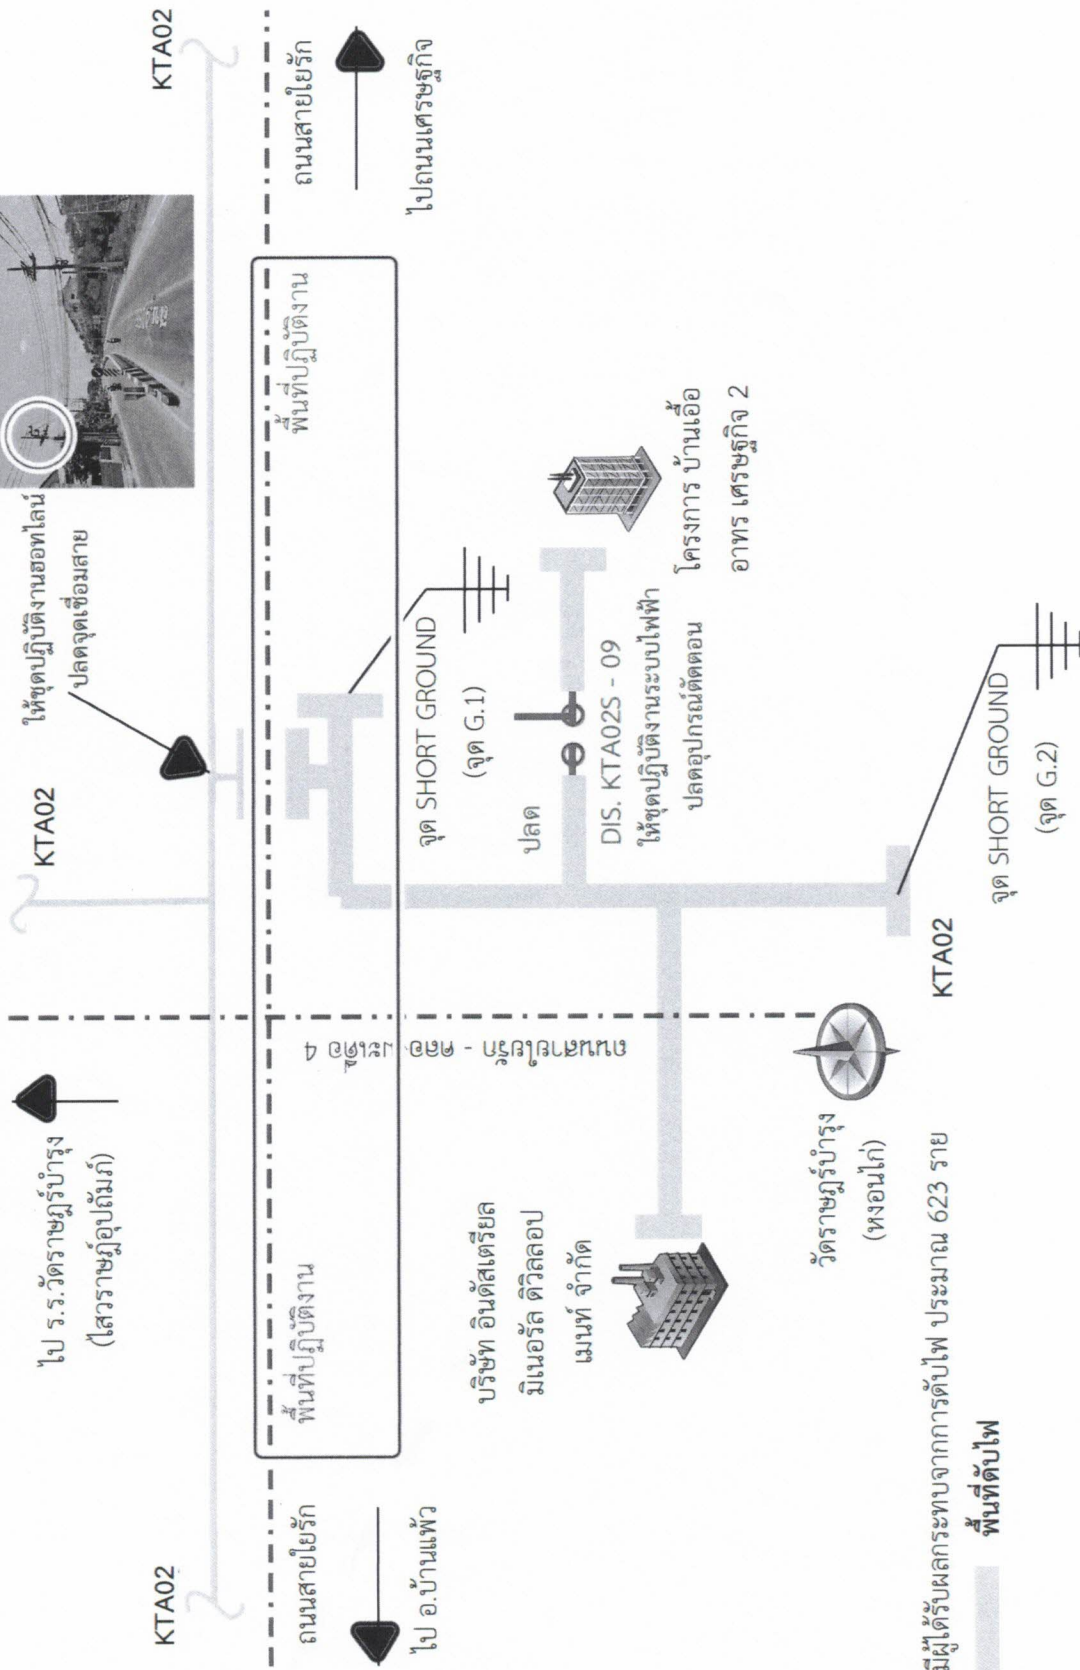 KTA02
KTA02
KTA02
ให้ชุดปฏิบัติงานฮอทไลน์
ปลดจุดเชื่อมสาย
ไป ร.ร.วัดราษฎร์บำรุง
(ไสวราษฎร์อุปถัมภ์)
ถนนสายใยรัก
ไป อ.บ้านแพ้ว
พื้นที่ปฏิบัติงาน
พื้นที่ปฏิบัติงาน
ถนนสายใยรัก
ไปถนนเศรษฐกิจ
ถนนสายใยรัก - คลอง
4
จุด SHORT GROUND
(จุด G.1)
บริษัท อินดัสเตรียล
มิเนอรัล ดิวิลลอป
เมนท์ จำกัด
ปลด
DIS. KTA02S - 09
ให้ชุดปฏิบัติงานระบบไฟฟ้า
ปลดอุปกรณ์ตัดตอน
โครงการ บ้านเอื้อ
อาทร เศรษฐกิจ 2
วัดราษฎร์บำรุง
(หงอนไก่)
KTA02
จุด SHORT GROUND
(จุด G.2)
มีผู้ได้รับผลกระทบจากการดับไฟ ประมาณ 623 ราย
พื้นที่ดับไฟ